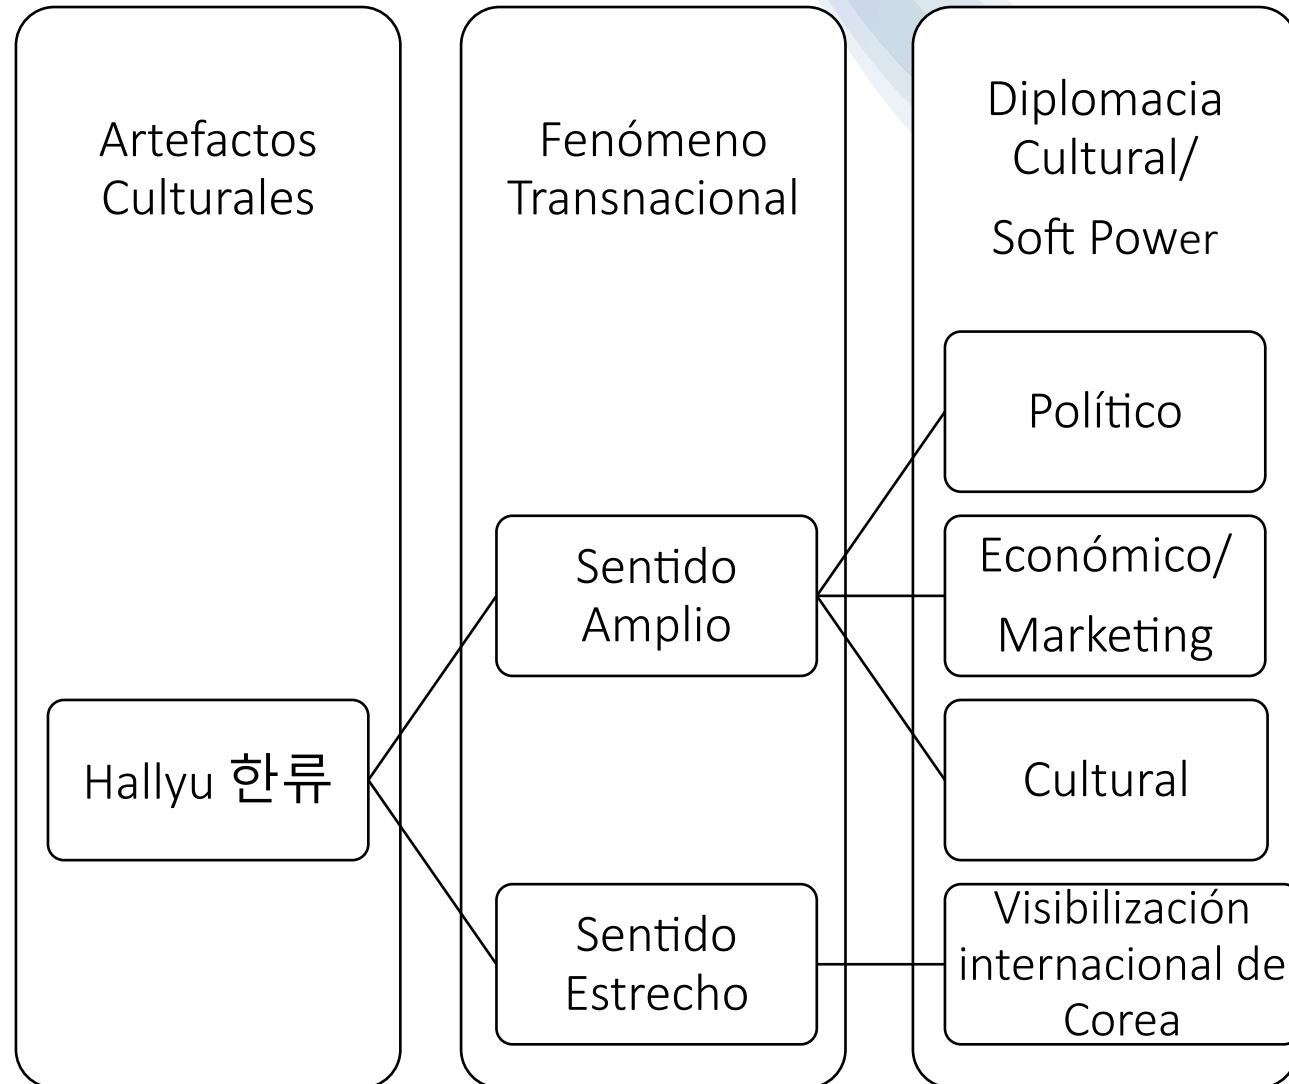 Artefactos
Culturales
Fenómeno
Transnacional
Diplomacia
Cultural/
Soft Power
Hallyu 한류
Sentido
Amplio
Sentido
Estrecho
Político
Económico/
Marketing
Cultural
Visibilización
internacional de
Corea